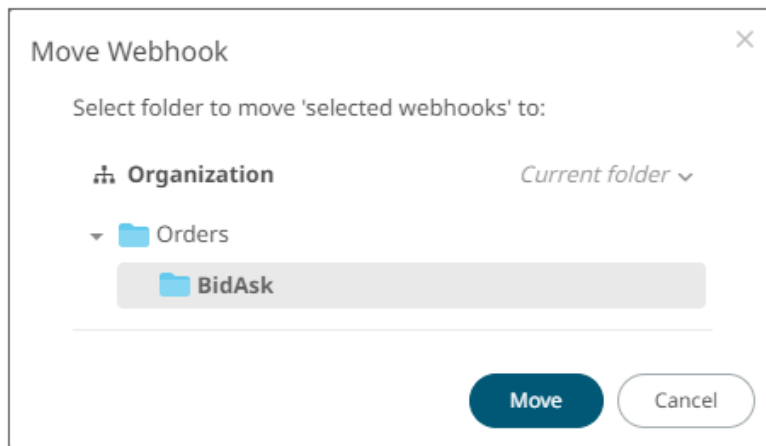 Move Webhook
Select folder to move 'selected webhooks' to:
Organization Current folder
Orders
BidAsk
Move Cancel